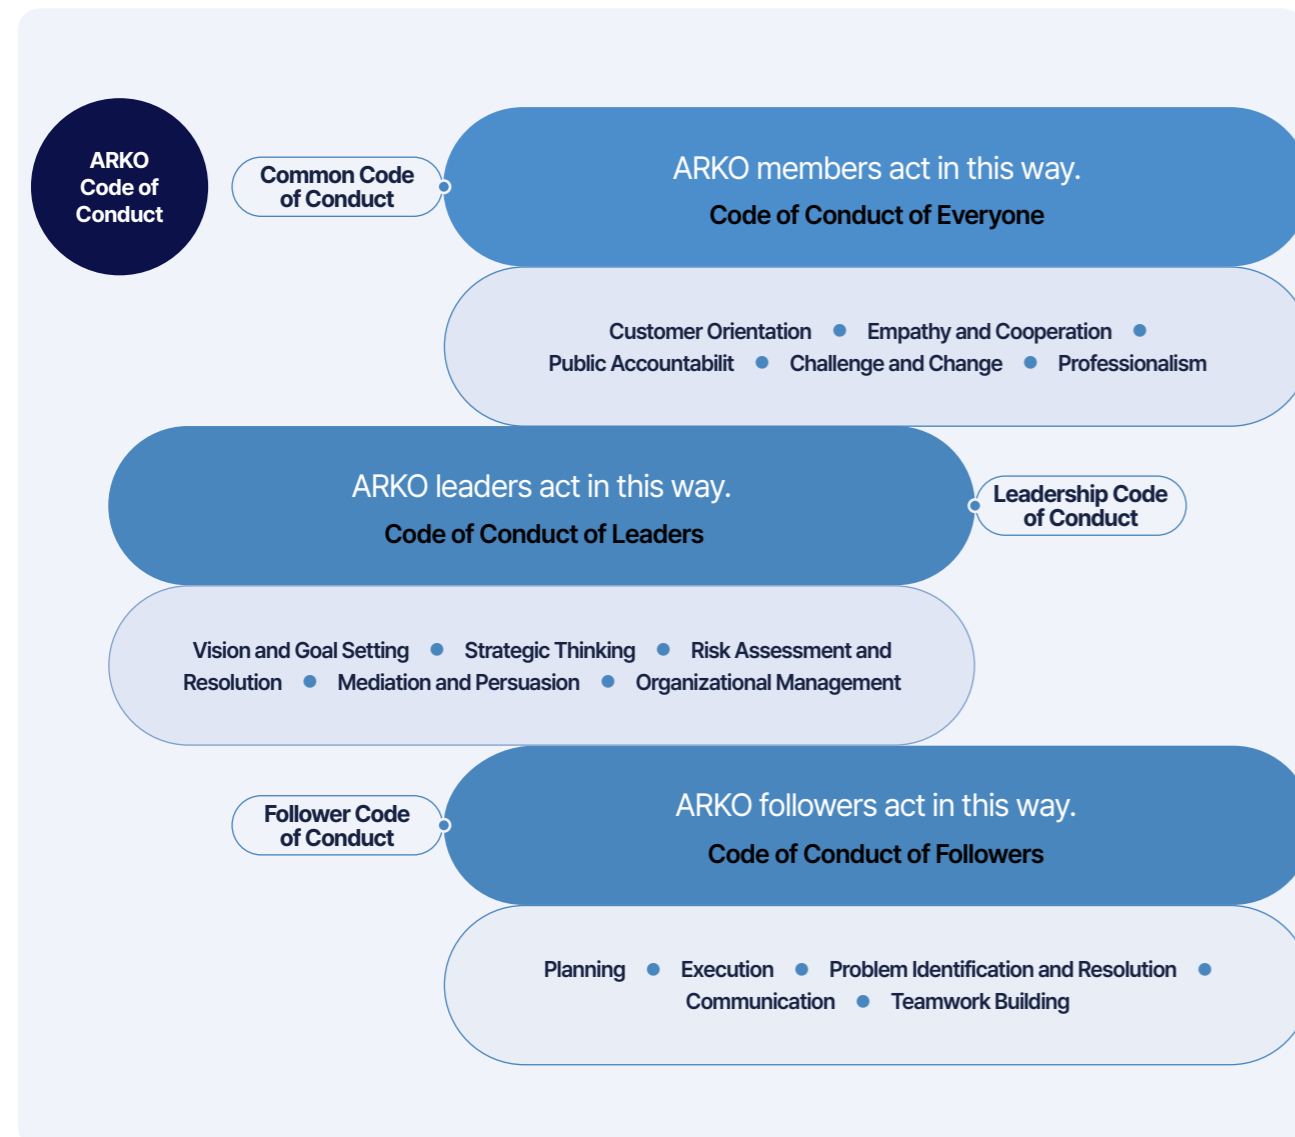 ARKO
Code of
Conduct
Common Code
of Conduct
ARKO members act in this way.
Code of Conduct of Everyone
Customer Orientation ● Empathy and Cooperation ●
Public Accountabilit ● Challenge and Change ● Professionalism
ARKO leaders act in this way.
Code of Conduct of Leaders
Leadership Code
of Conduct
Vision and Goal Setting ● Strategic Thinking ● Risk Assessment and
Resolution ● Mediation and Persuasion ● Organizational Management
Follower Code
of Conduct
ARKO followers act in this way.
Code of Conduct of Followers
Planning ● Execution ● Problem Identification and Resolution ●
Communication ● Teamwork Building